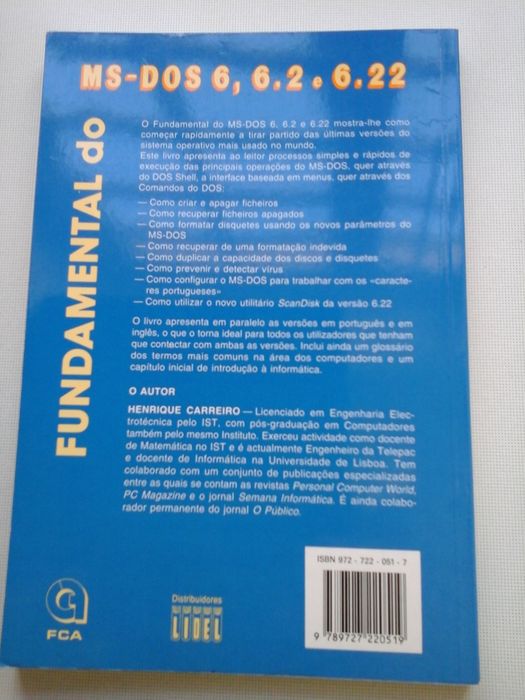 MS-DOS 6, 6.2 e 6.22
FUNDAMENTAL do
O Fundamental do MS-DOS 6, 6.2 e 6.22 mostra-lhe como
começar rapidamente a tirar partido das últimas versões do
sistema operativo mais usado no mundo.
Este livro apresenta ao leitor processos simples e rápidos de
execução das principais operações do MS-DOS, quer através
do DOS Shell, a interface baseada em menus, quer através dos
Comandos do DOS:
— Como criar e apagar ficheiros
— Como recuperar ficheiros apagados
— Como formatar disquetes usando os novos parâmetros do
MS-DOS
— Como recuperar de uma formatação indevida
— Como duplicar a capacidade dos discos e disquetes
— Como prevenir e detectar vírus
— Como configurar o MS-DOS para trabalhar com os «caracte-
res portugueses»
— Como utilizar o novo utilitário ScanDisk da versão 6.22
O livro apresenta em paralelo as versões em português e em
inglês, o que o torna ideal para todos os utilizadores que tenham
que contactar com ambas as versões. Inclui ainda um glossário
dos termos mais comuns na área dos computadores e um
capítulo inicial de introdução à informática.
O AUTOR
HENRIQUE CARREIRO — Licenciado em Engenharia Elec-
trotécnica pelo IST, com pós-graduação em Computadores
também pelo mesmo Instituto. Exerceu actividade como docente
de Matemática no IST e é actualmente Engenheiro da Telepac
e docente de Informática na Universidade de Lisboa. Tem
colaborado com um conjunto de publicações especializadas
entre as quais se contam as revistas Personal Computer World,
PC Magazine e o jornal Semana Informática. É ainda colabo-
rador permanente do jornal O Público.
ISBN 972 - 722 - 051 - 7
9 789727 220519
FCA
Distribuidores
LIDEL